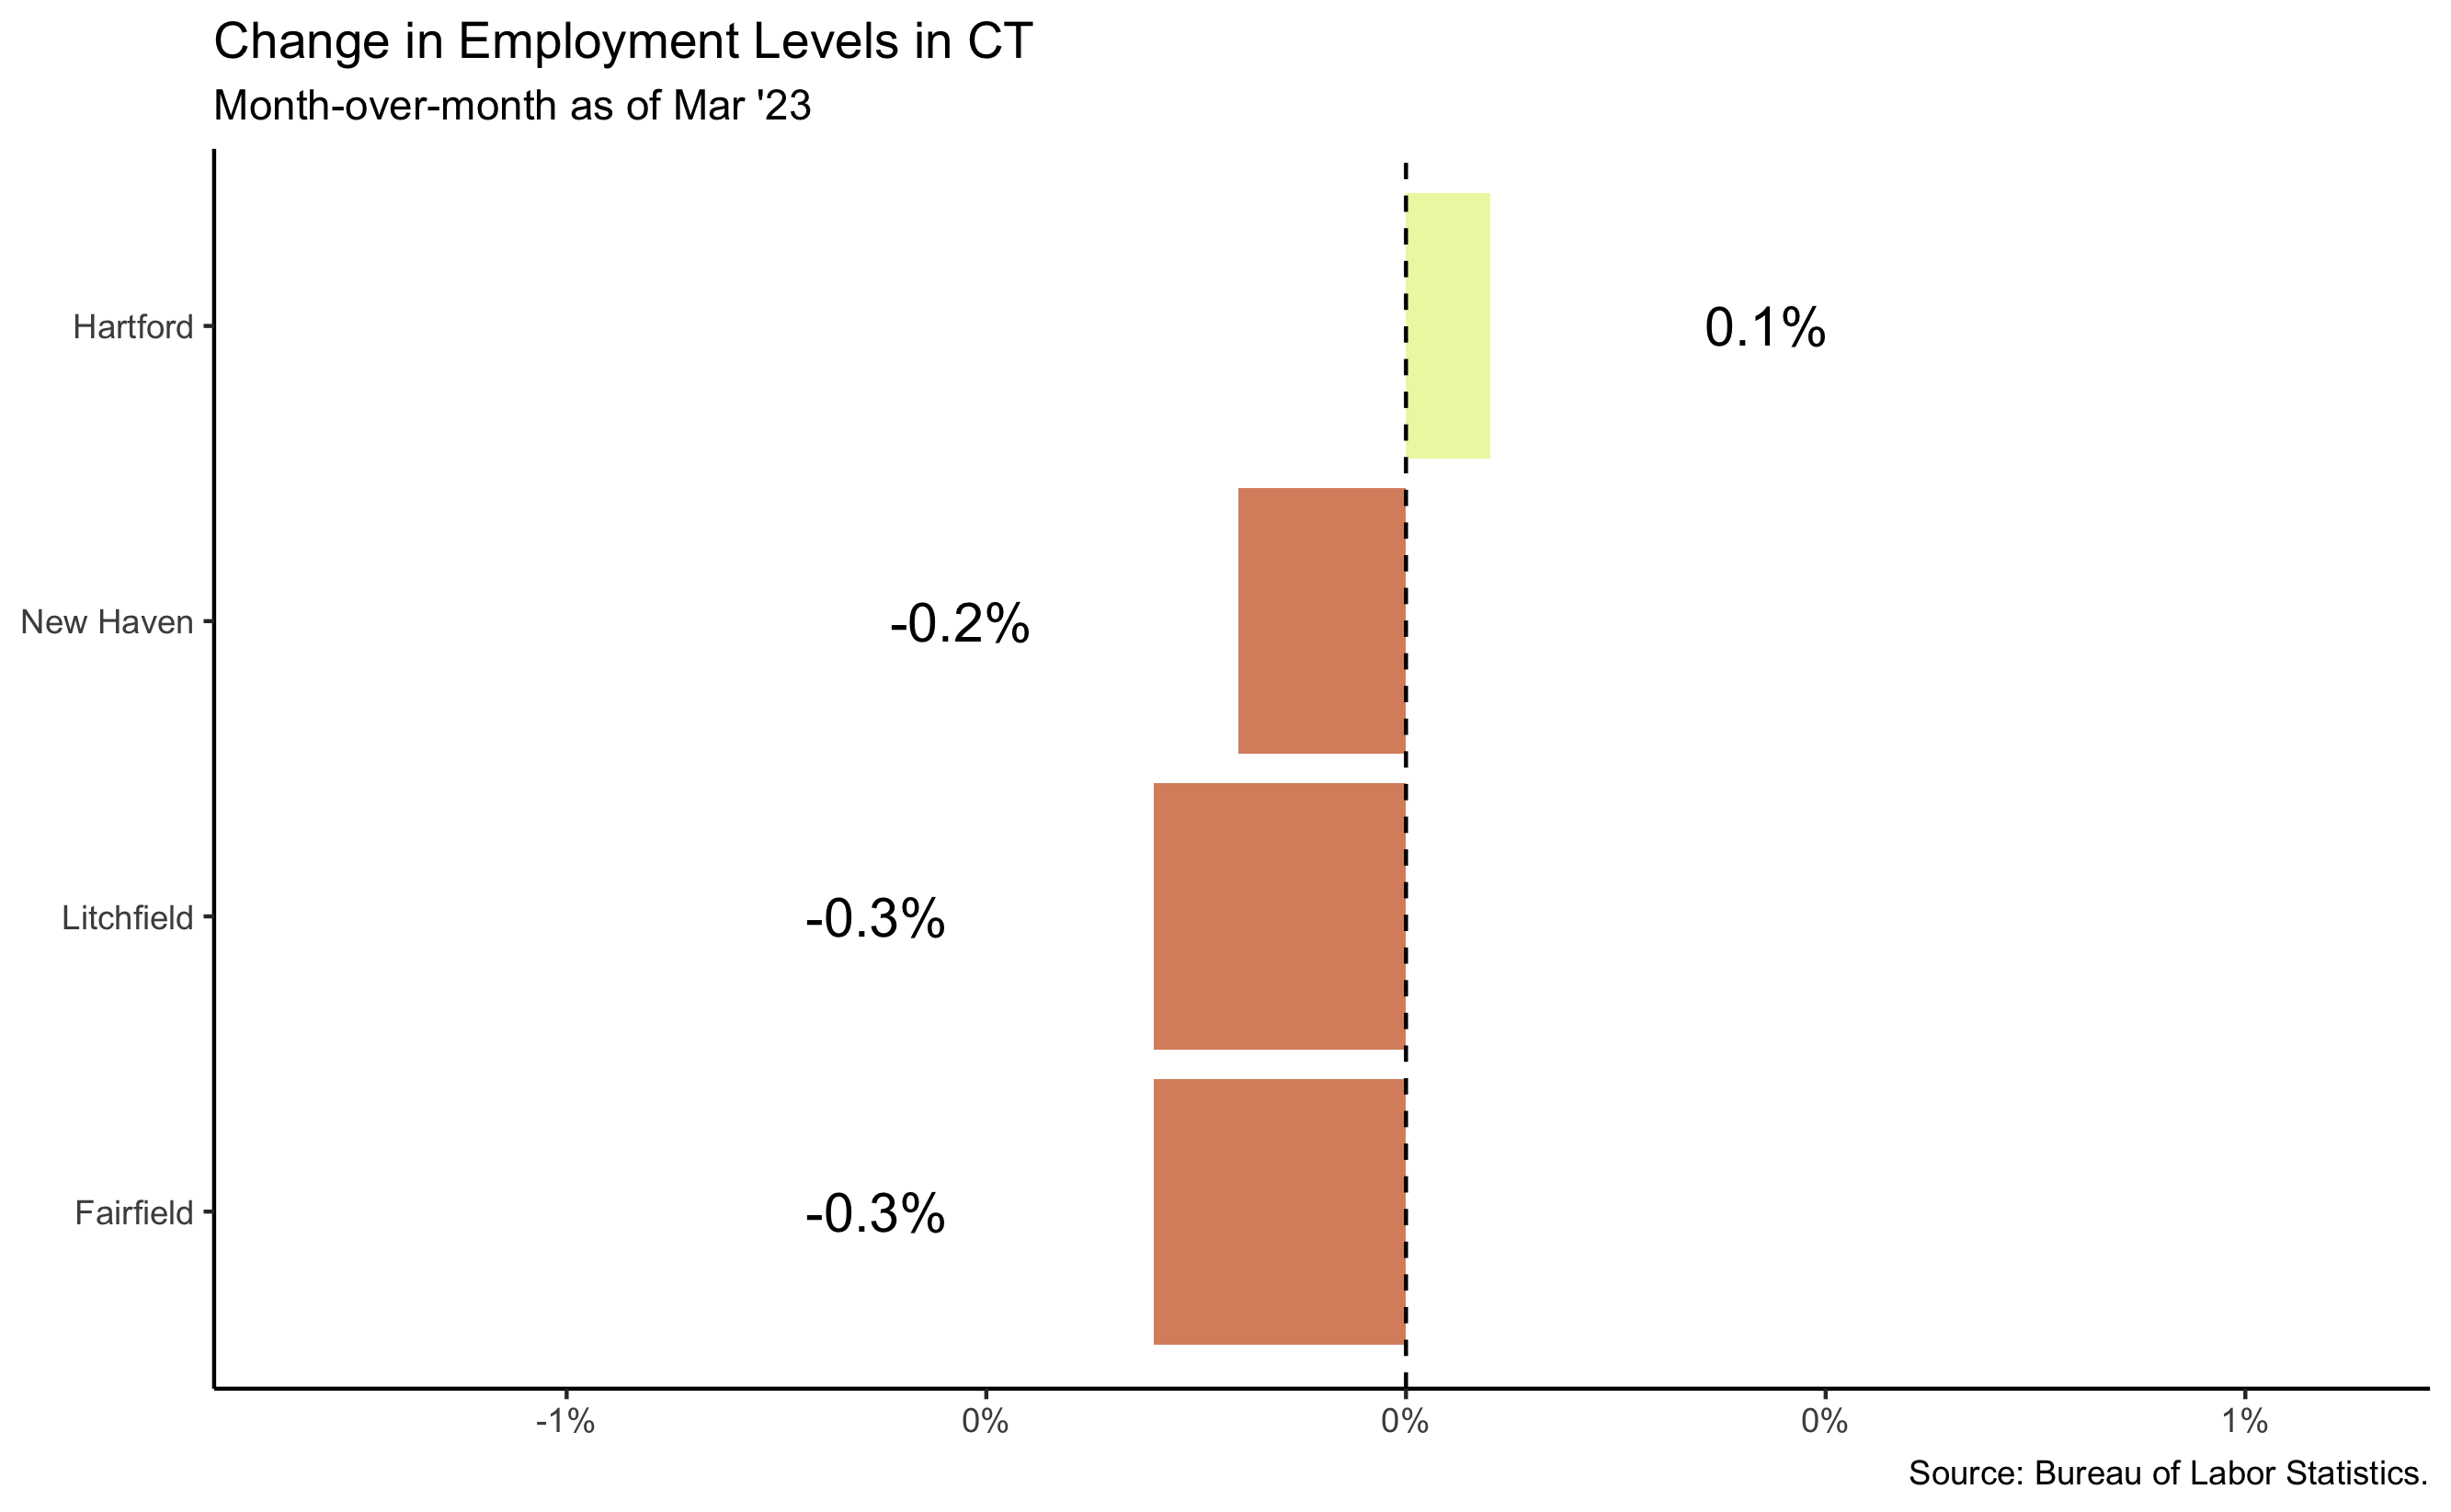 Change in Employment Levels in CT
Month-over-month as of Mar '23
Hartford
0.1%
New Haven
-0.2%
Litchfield
-0.3%
Fairfield
-0.3%
-1%
0%
0%
0%
1%
Source: Bureau of Labor Statistics.